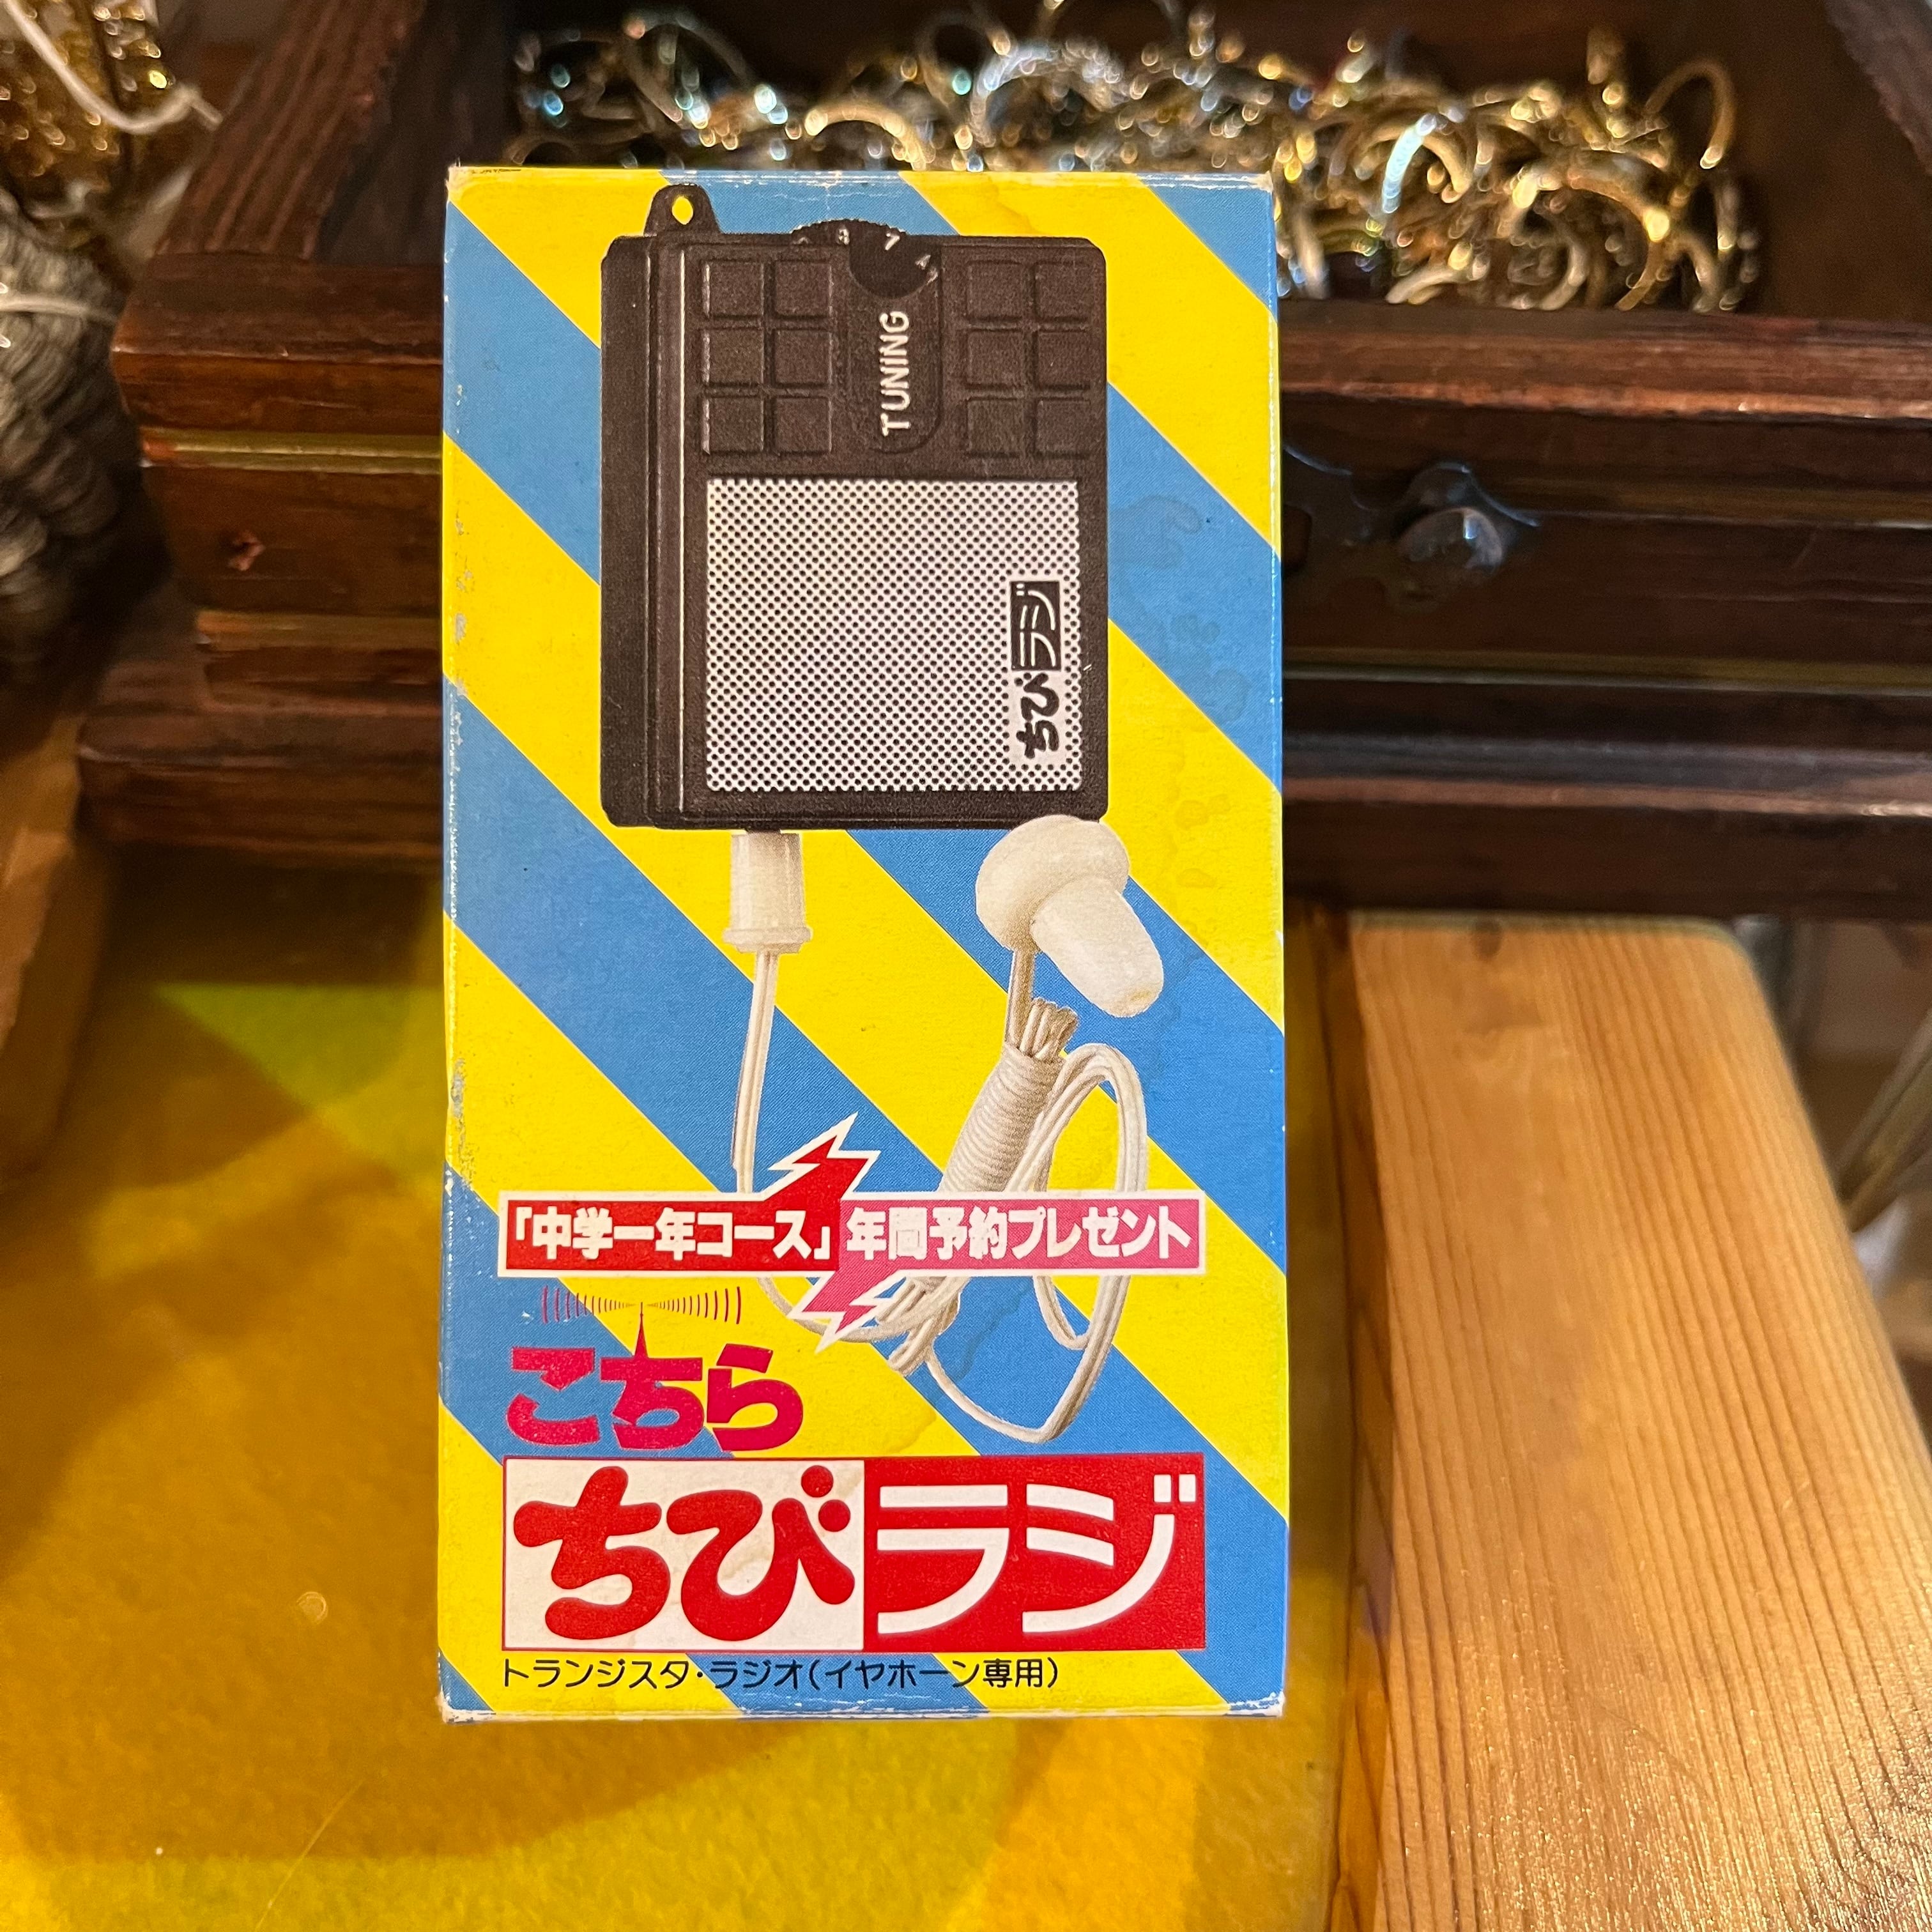 TUNING
ちびラジ
「中学一年コース」年間予約プレゼント
こちら
ちびラジ
トランジスタ・ラジオ(イヤホーン専用)